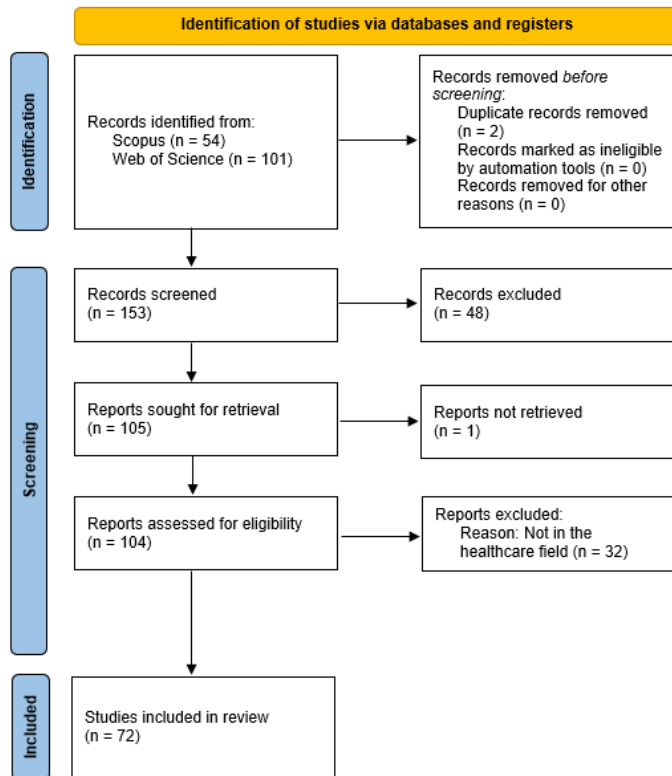 Identification of studies via databases and registers
Identification
Records identified from:
Scopus (n = 54)
Web of Science (n = 101)
Records removed before
screening:
Duplicate records removed
(n = 2)
Records marked as ineligible
by automation tools (n = 0)
Records removed for other
reasons (n = 0)
Screening
Records screened
(n = 153)
Records excluded
(n = 48)
Reports sought for retrieval
(n = 105)
Reports not retrieved
(n = 1)
Reports assessed for eligibility
(n = 104)
Reports excluded:
Reason: Not in the
healthcare field (n = 32)
Included
Studies included in review
(n = 72)